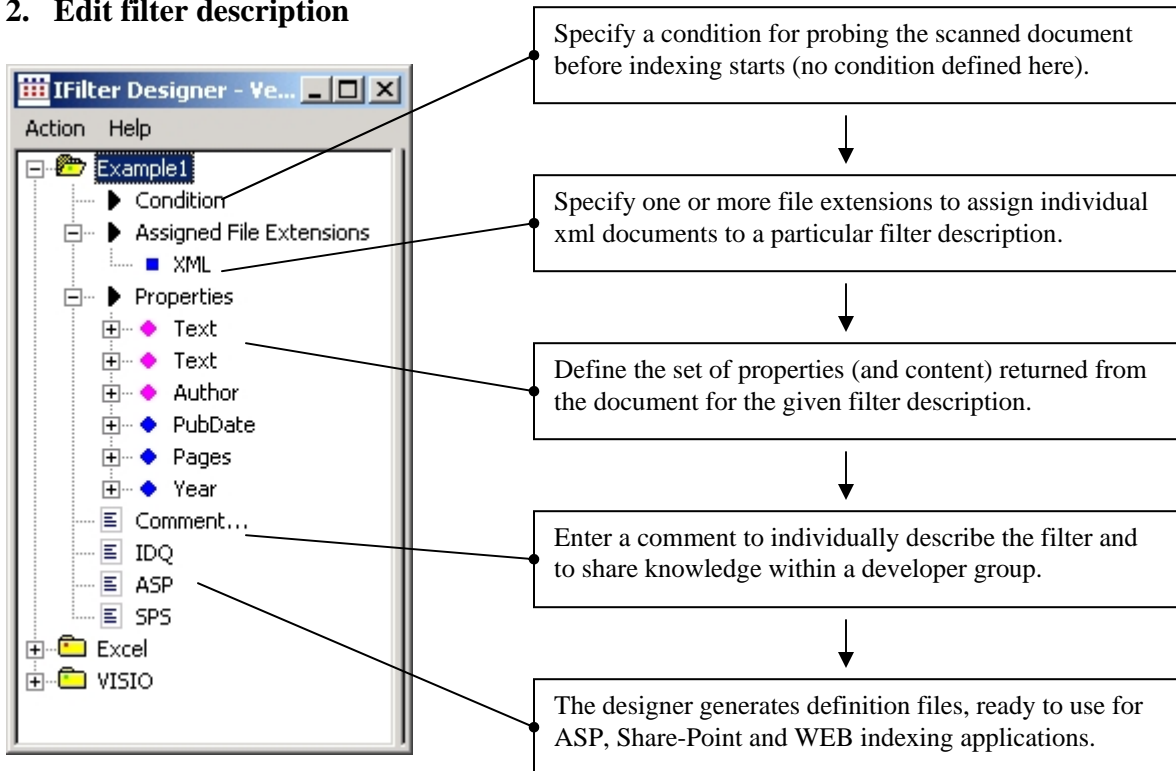 2. Edit filter description
IFilter Designer - Ve...
Action Help
Example1
Condition
Assigned File Extensions
XML
Properties
Text
Text
Author
PubDate
Pages
Year
Comment...
IDQ
ASP
SPS
Excel
VISIO
Specify a condition for probing the scanned document
before indexing starts (no condition defined here).
Specify one or more file extensions to assign individual
xml documents to a particular filter description.
Define the set of properties (and content) returned from
the document for the given filter description.
Enter a comment to individually describe the filter and
to share knowledge within a developer group.
The designer generates definition files, ready to use for
ASP, Share-Point and WEB indexing applications.